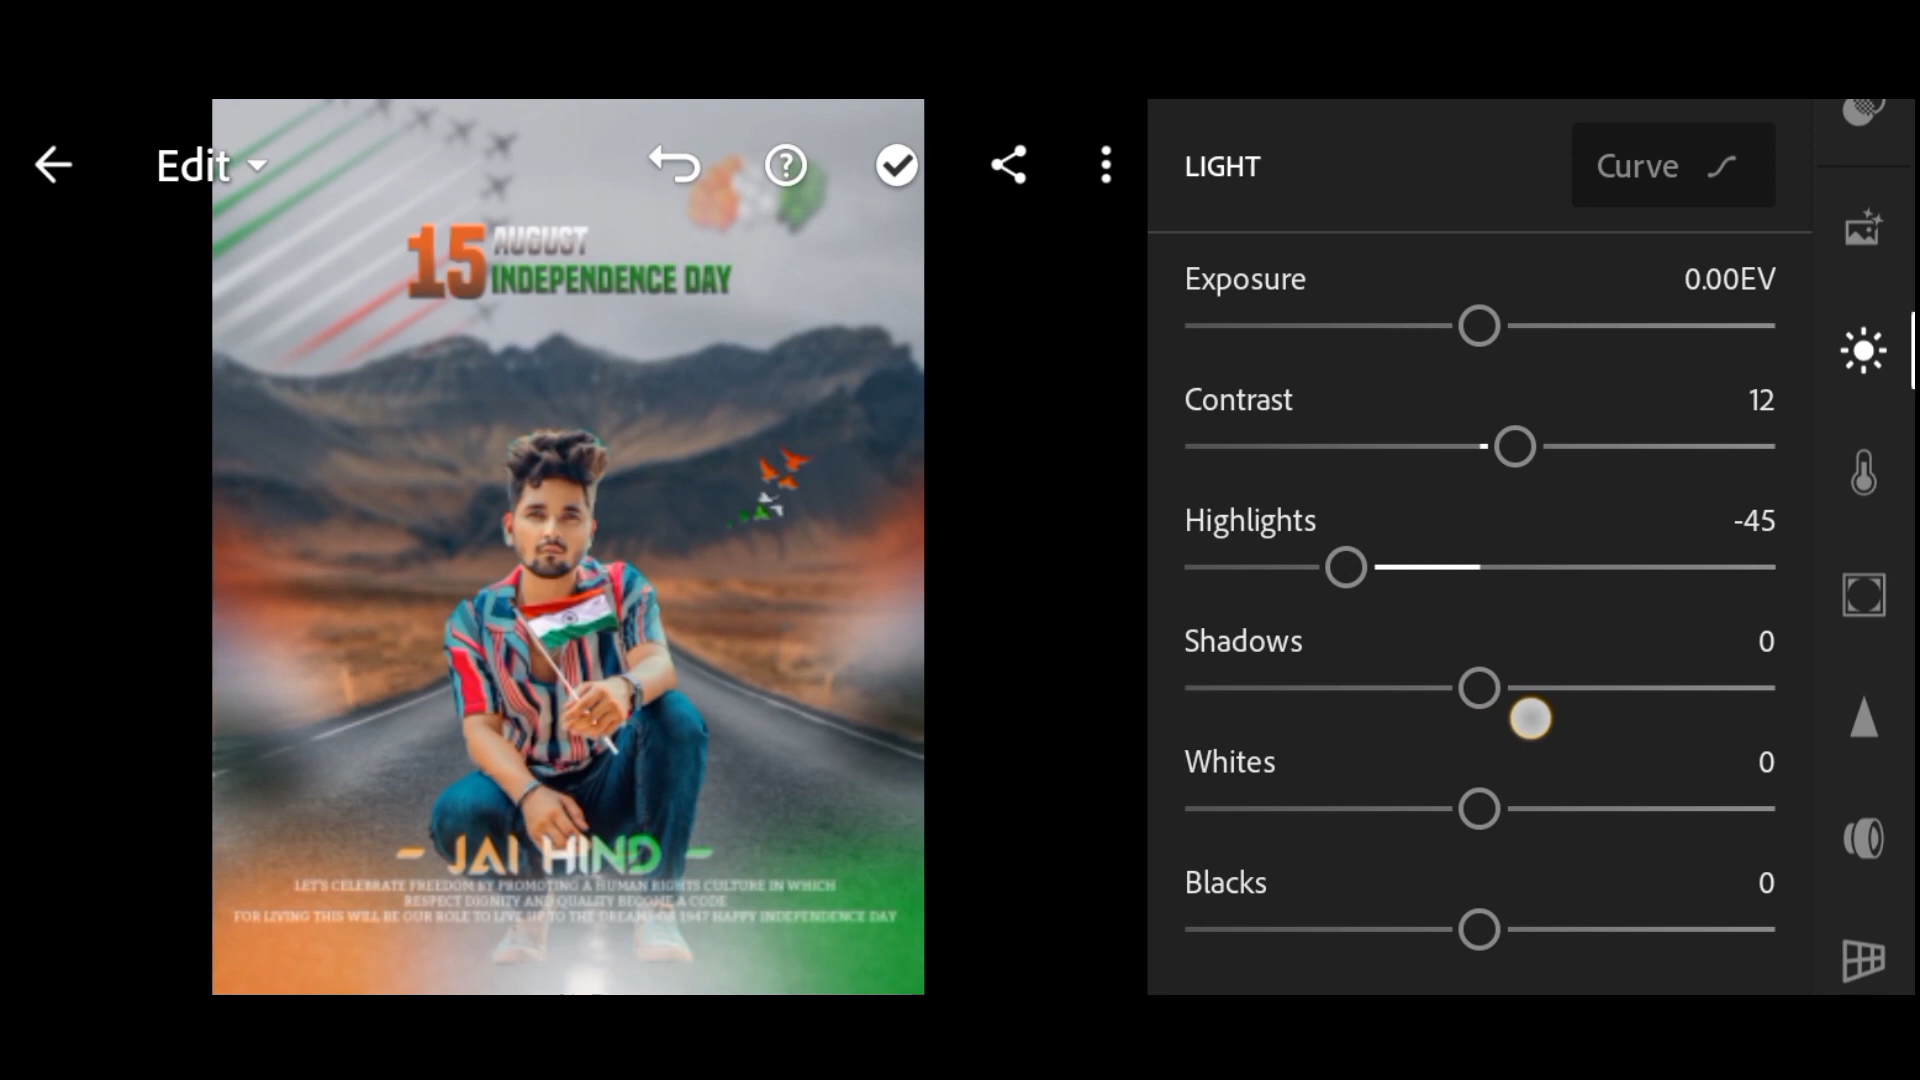 Edit
15 AUGUST
INDEPENDENCE DAY
- JAI HIND -
LET'S CELEBRATE FREEDOM BY PROMOTING A HUMAN RIGHTS CULTURE IN WHICH
RESPECT DIGNITY AND QUALITY BECOME A CODE
FOR LIVING THIS WILL BE OUR ROLE TO LIVE UP TO THE DREAMS OF 1947 HAPPY INDEPENDENCE DAY
LIGHT
Curve
Exposure 0.00EV
Contrast 12
Highlights -45
Shadows 0
Whites 0
Blacks 0